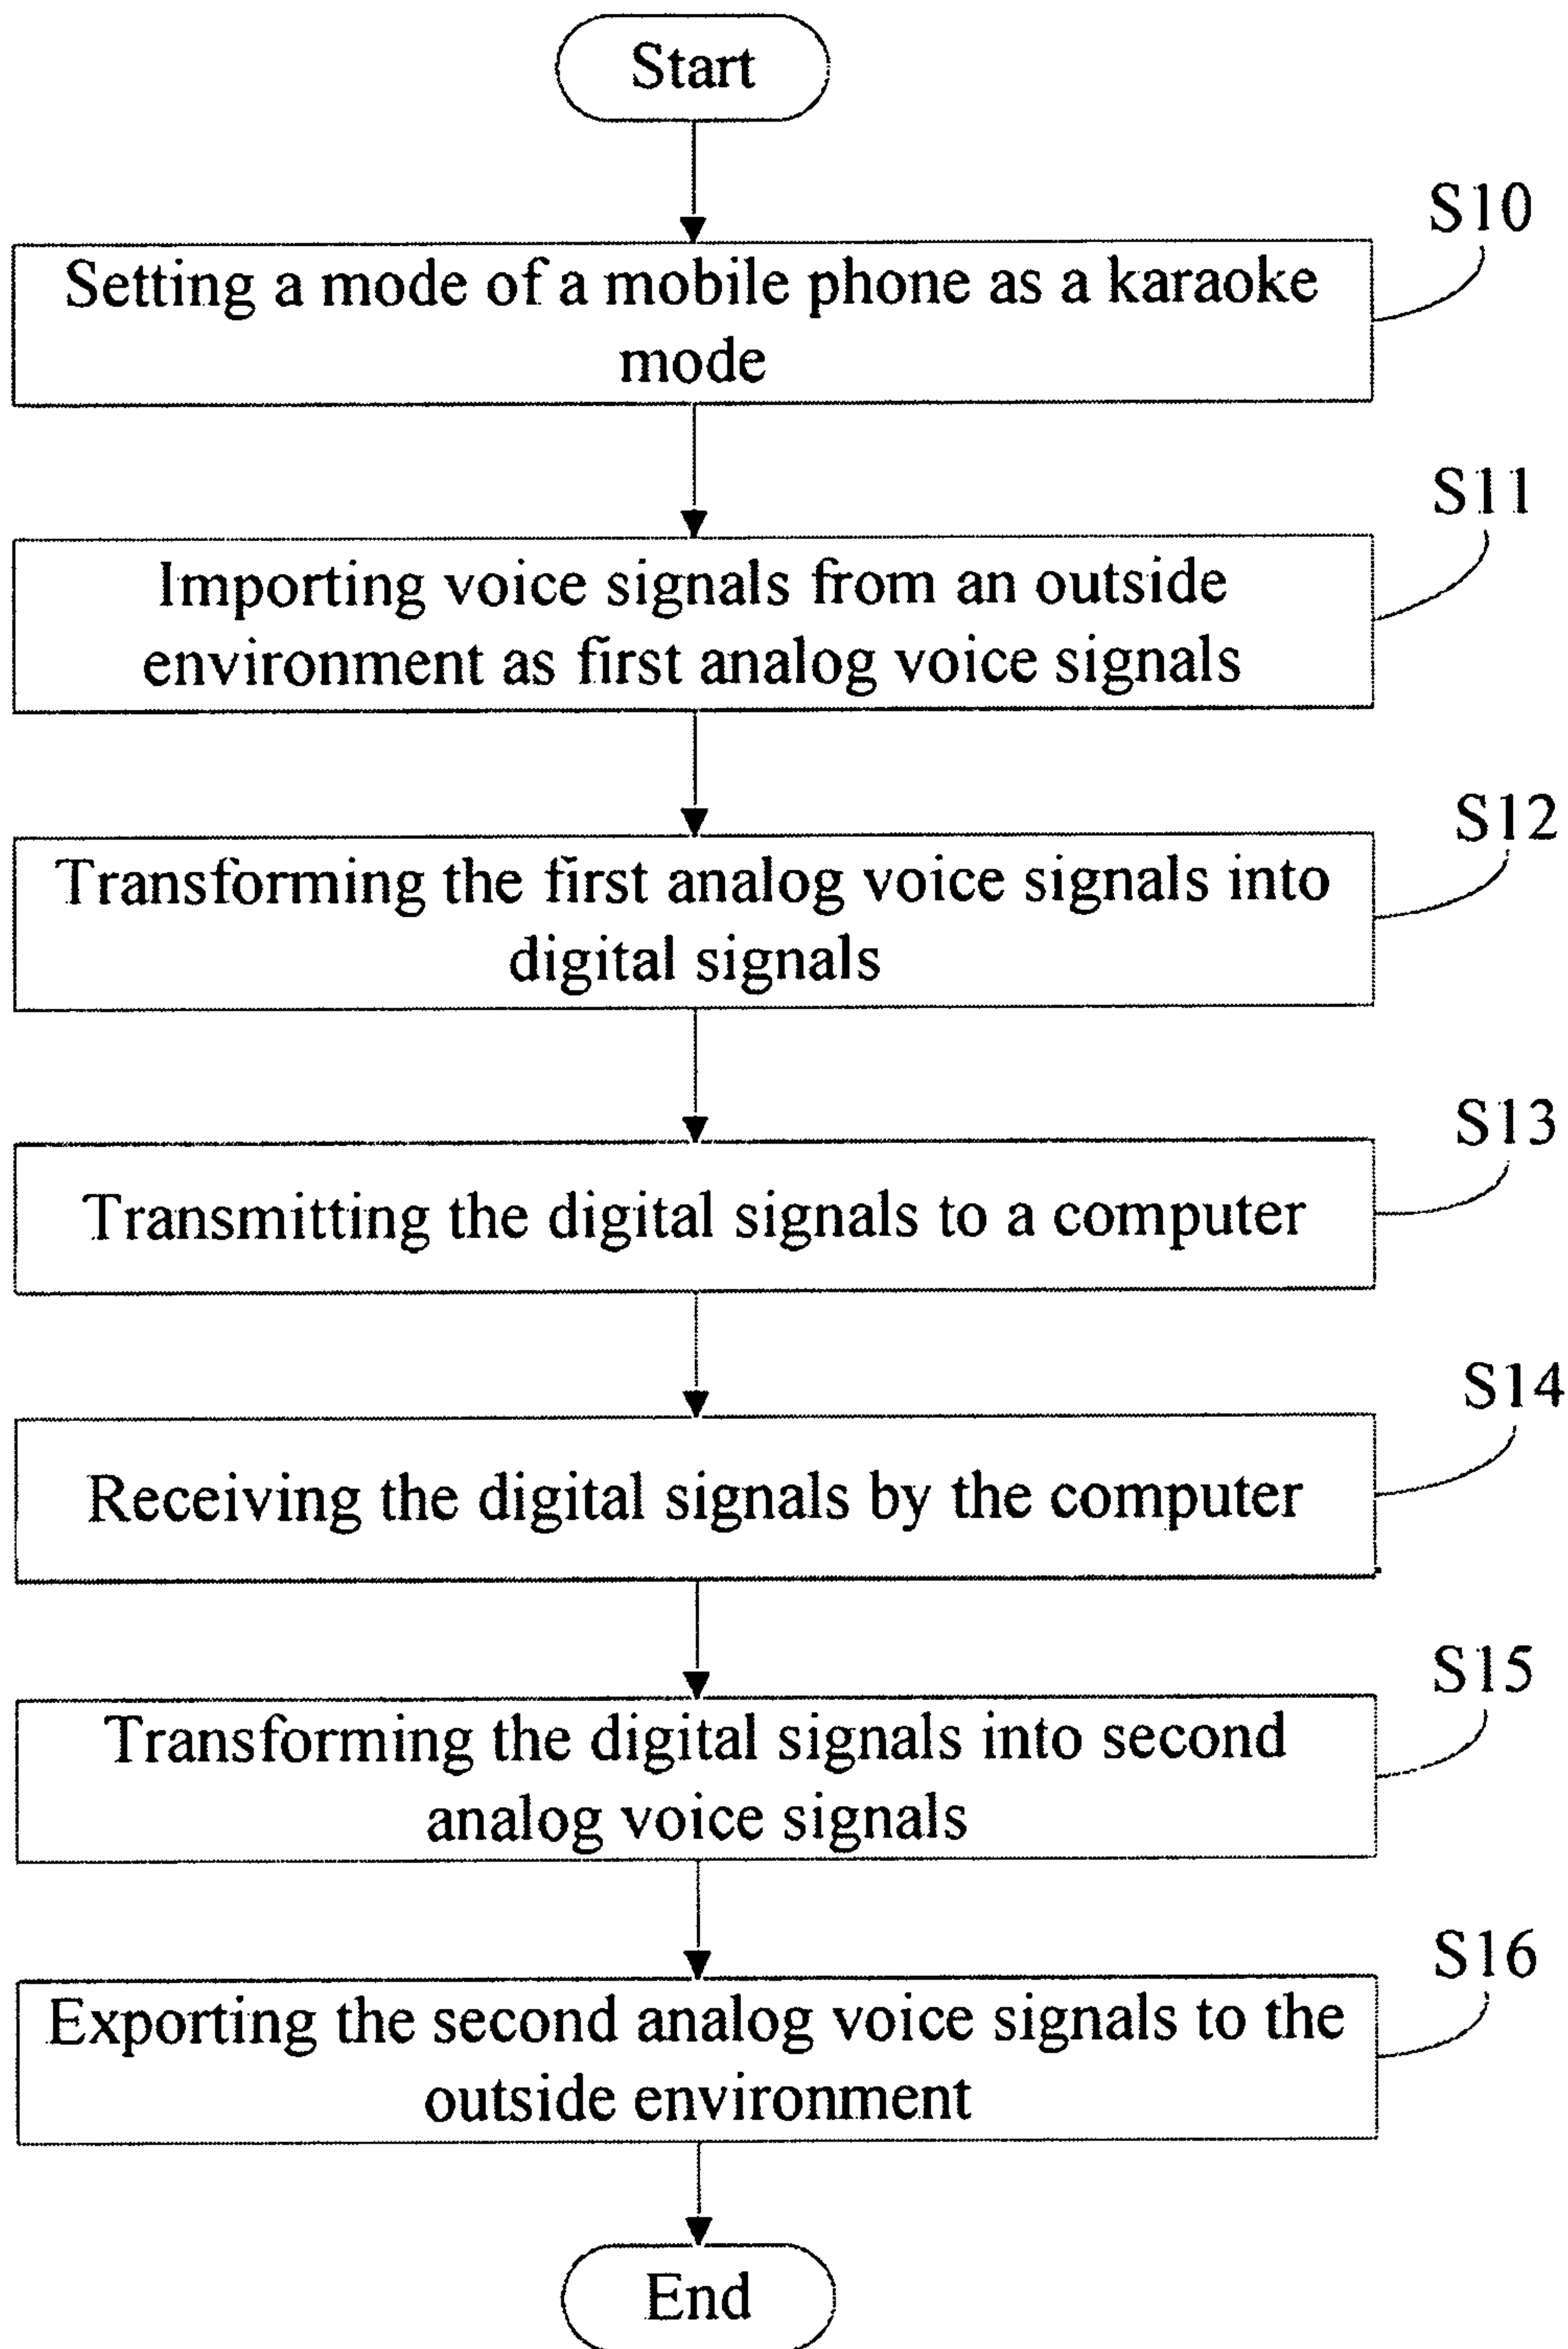 Start
S10
Setting a mode of a mobile phone as a karaoke
mode
S11
Importing voice signals from an outside
environment as first analog voice signals
S12
Transforming the first analog voice signals into
digital signals
S13
Transmitting the digital signals to a computer
S14
Receiving the digital signals by the computer
S15
Transforming the digital signals into second
analog voice signals
S16
Exporting the second analog voice signals to the
outside environment
End